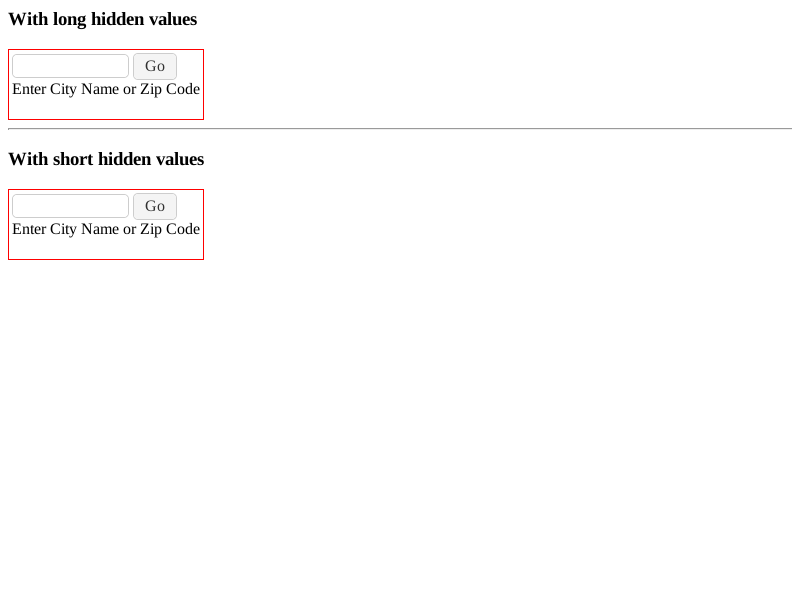 With long hidden values
Go
Enter City Name or Zip Code
With short hidden values
Go
Enter City Name or Zip Code